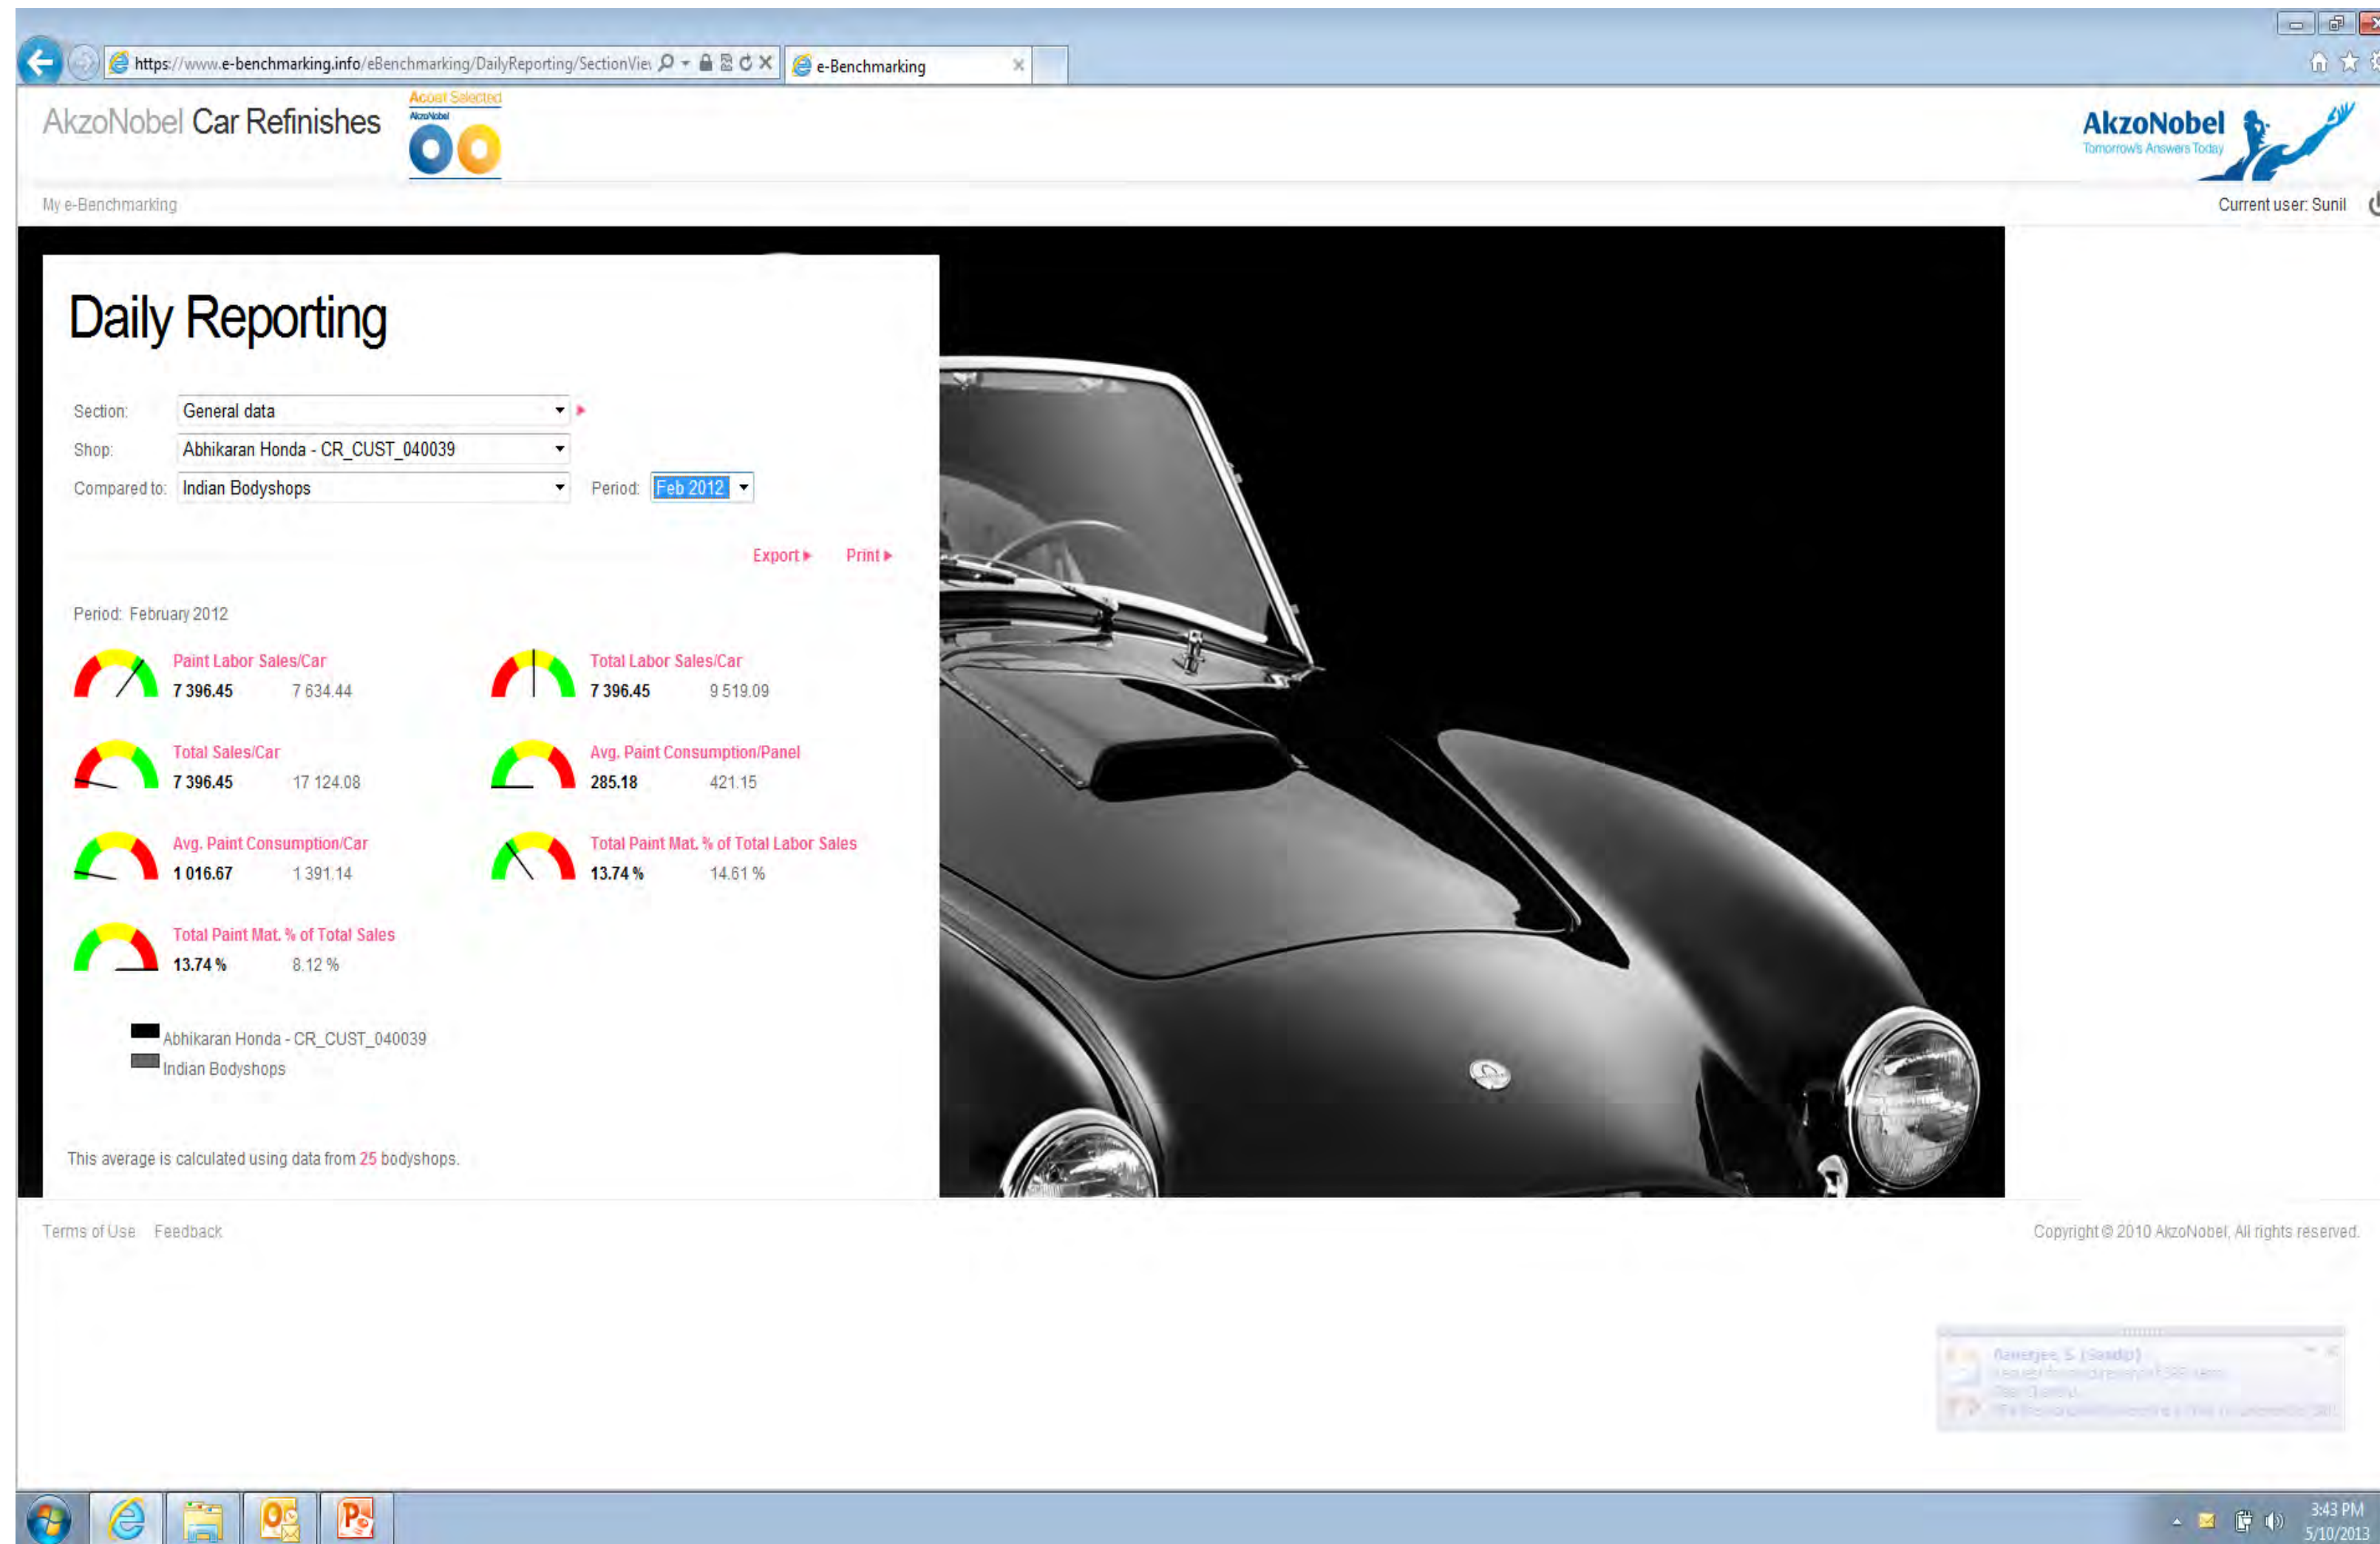 https://www.e-benchmarking.info/eBenchmarking/DailyReporting/SectionVie
e-Benchmarking
AkzoNobel Car Refinishes
Acoat Selected
AkzoNobel
AkzoNobel
Tomorrow's Answers Today
My e-Benchmarking
Current user: Sunil
Daily Reporting
Section: General data
Shop: Abhikaran Honda - CR_CUST_040039
Compared to: Indian Bodyshops Period: Feb 2012
Export Print
Period: February 2012
Paint Labor Sales/Car Total Labor Sales/Car
7 396.45 7 634.44 7 396.45 9 519.09
Total Sales/Car Avg. Paint Consumption/Panel
7 396.45 17 124.08 285.18 421.15
Avg. Paint Consumption/Car Total Paint Mat. % of Total Labor Sales
1 016.67 1 391.14 13.74 % 14.61 %
Total Paint Mat. % of Total Sales
13.74 % 8.12 %
Abhikaran Honda - CR_CUST_040039
Indian Bodyshops
This average is calculated using data from 25 bodyshops.
Terms of Use Feedback
Copyright © 2010 AkzoNobel, All rights reserved.
Banerjee, S (Sandip)
3:43 PM
5/10/2013